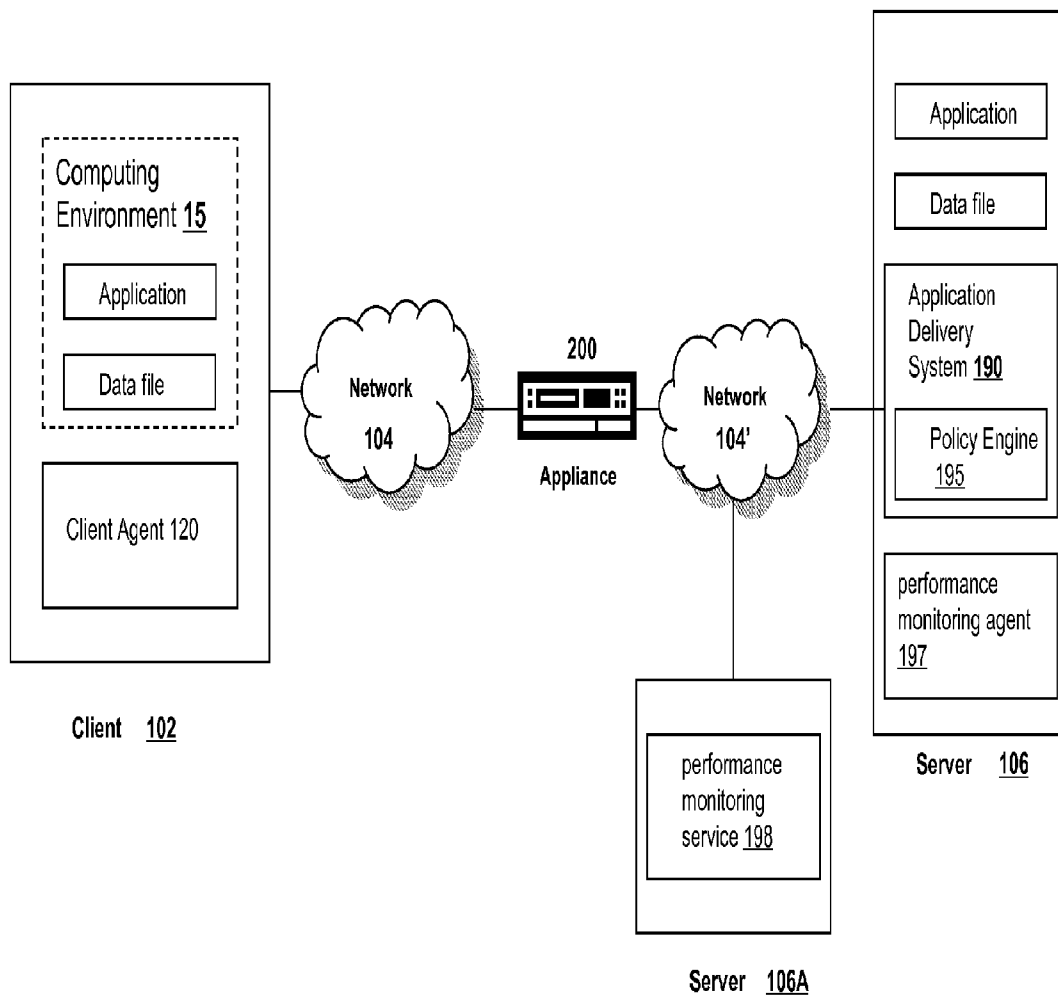 Computing
Environment 15
Application
Data file
Client Agent 120
Client 102
Network
104
200
Appliance
Network
104'
performance
monitoring
service 198
Server 106A
Application
Data file
Application
Delivery
System 190
Policy Engine
195
performance
monitoring agent
197
Server 106